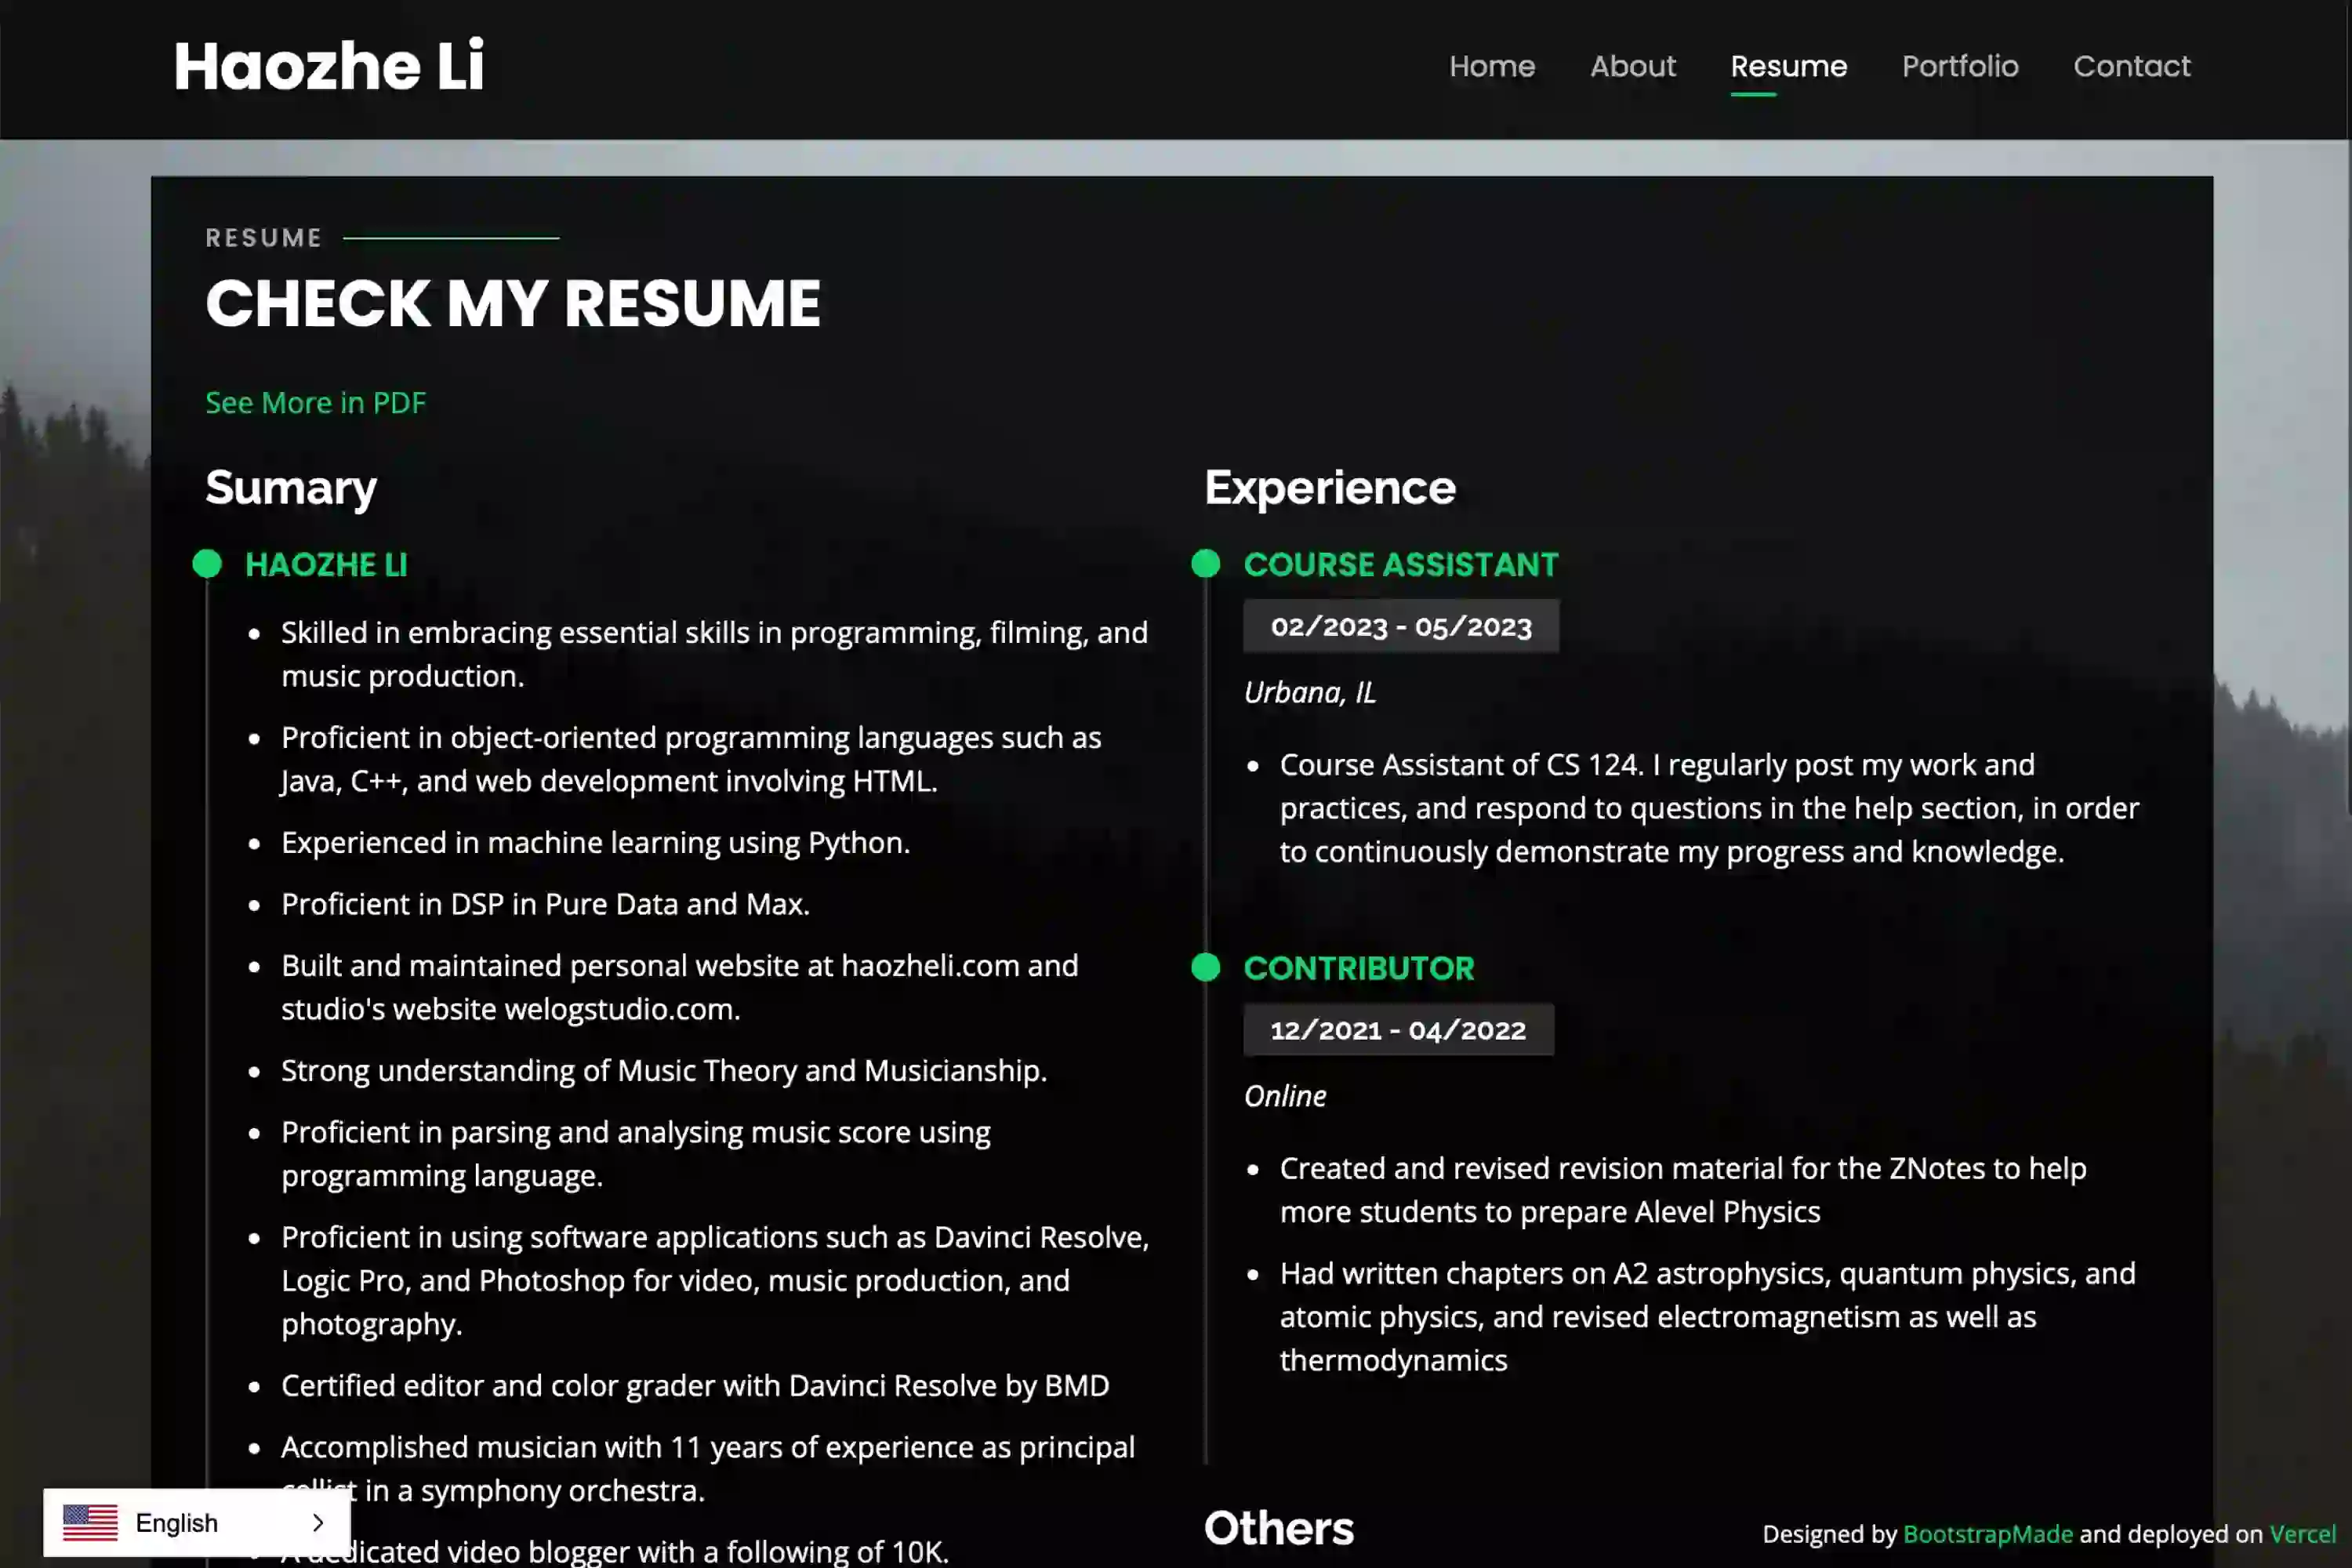 Haozhe Li
Home
About
Resume
Portfolio
Contact
RESUME
CHECK MY RESUME
See More in PDF
Sumary
HAOZHE LI
Skilled in embracing essential skills in programming, filming, and
music production.
Proficient in object-oriented programming languages such as
Java, C++, and web development involving HTML.
Experienced in machine learning using Python.
Proficient in DSP in Pure Data and Max.
Built and maintained personal website at haozheli.com and
studio's website welogstudio.com.
Strong understanding of Music Theory and Musicianship.
Proficient in parsing and analysing music score using
programming language.
Proficient in using software applications such as Davinci Resolve,
Logic Pro, and Photoshop for video, music production, and
photography.
Certified editor and color grader with Davinci Resolve by BMD
Accomplished musician with 11 years of experience as principal
in a symphony orchestra.
video blogger with a following of 10K.
Experience
COURSE ASSISTANT
02/2023 - 05/2023
Urbana, IL
Course Assistant of CS 124. I regularly post my work and
practices, and respond to questions in the help section, in order
to continuously demonstrate my progress and knowledge.
CONTRIBUTOR
12/2021 - 04/2022
Online
Created and revised revision material for the ZNotes to help
more students to prepare Alevel Physics
Had written chapters on A2 astrophysics, quantum physics, and
atomic physics, and revised electromagnetism as well as
thermodynamics
Others
English
Designed by BootstrapMade and deployed on Vercel